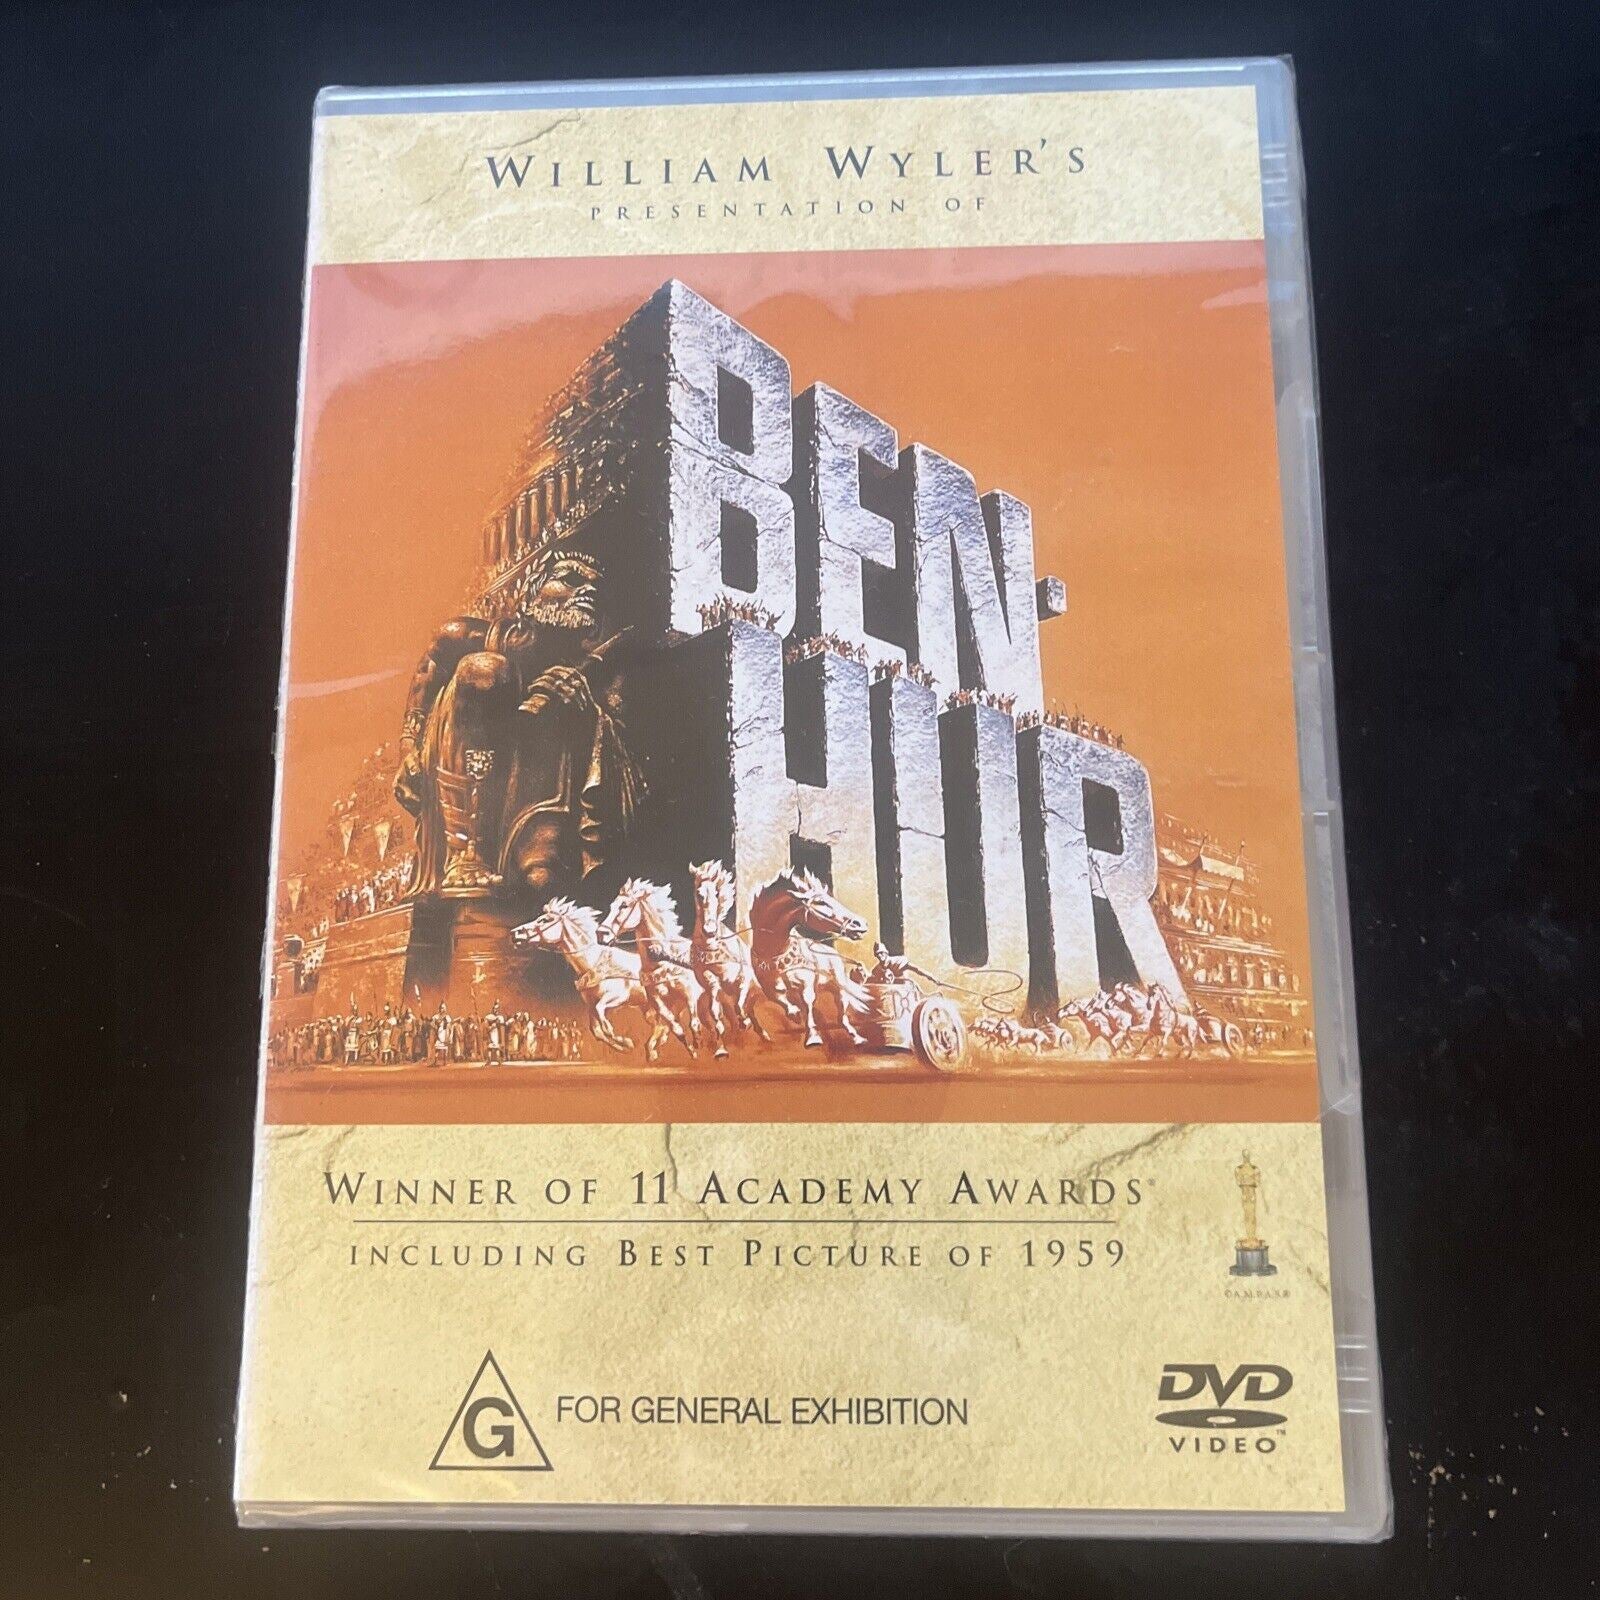 WILLIAM WYLER'S
PRESENTATION OF
BEN-
HUR
WINNER OF 11 ACADEMY AWARDS®
INCLUDING BEST PICTURE OF 1959
©A.M.P.A.S.®
G FOR GENERAL EXHIBITION
DVD
VIDEO™